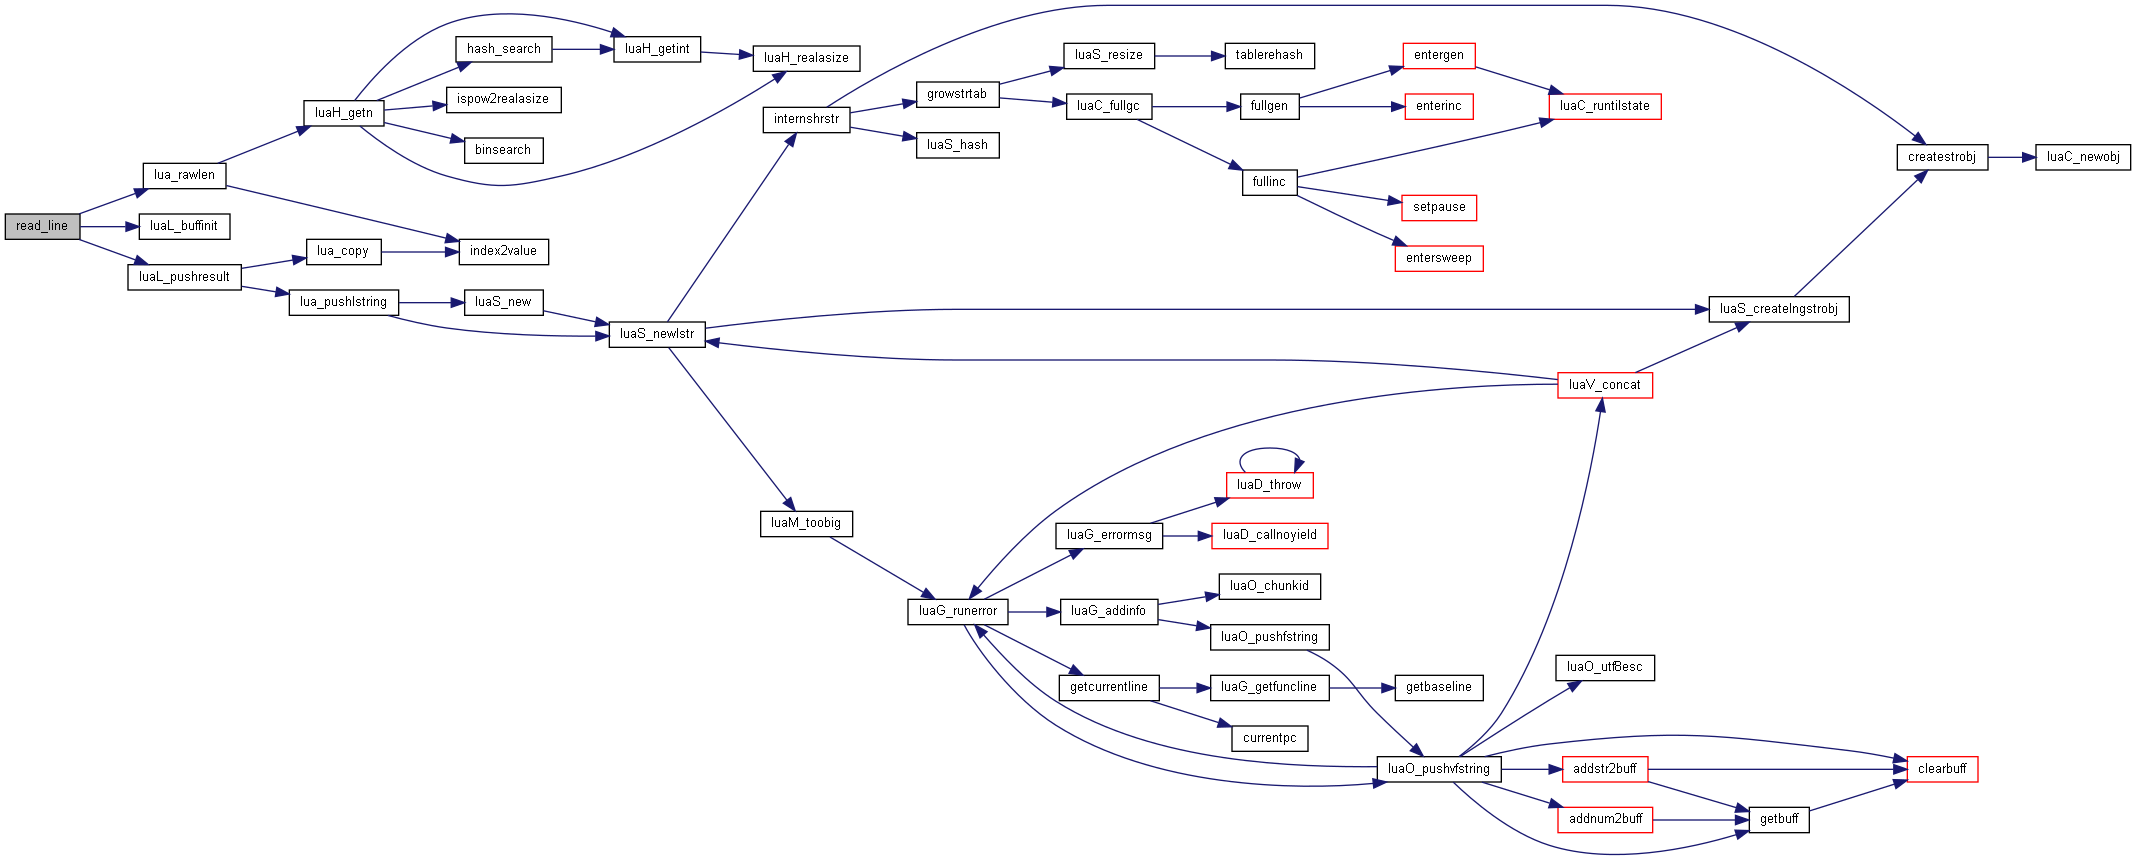 read_line
lua_rawlen
luaL_buffinit
luaL_pushresult
luaH_getn
lua_copy
lua_pushlstring
hash_search
ispow2realasize
binsearch
index2value
luaS_new
luaH_getint
luaS_newlstr
luaH_realasize
internshrstr
luaM_toobig
growstrtab
luaS_hash
luaG_runerror
luaS_resize
luaC_fullgc
luaG_errormsg
luaG_addinfo
getcurrentline
tablerehash
fullgen
fullinc
luaD_throw
luaD_callnoyield
luaO_chunkid
luaO_pushfstring
luaG_getfuncline
currentpc
entergen
enterinc
setpause
entersweep
getbaseline
luaO_pushvfstring
luaC_runtilstate
luaV_concat
luaO_utf8esc
addstr2buff
addnum2buff
luaS_createlngstrobj
getbuff
createstrobj
clearbuff
luaC_newobj